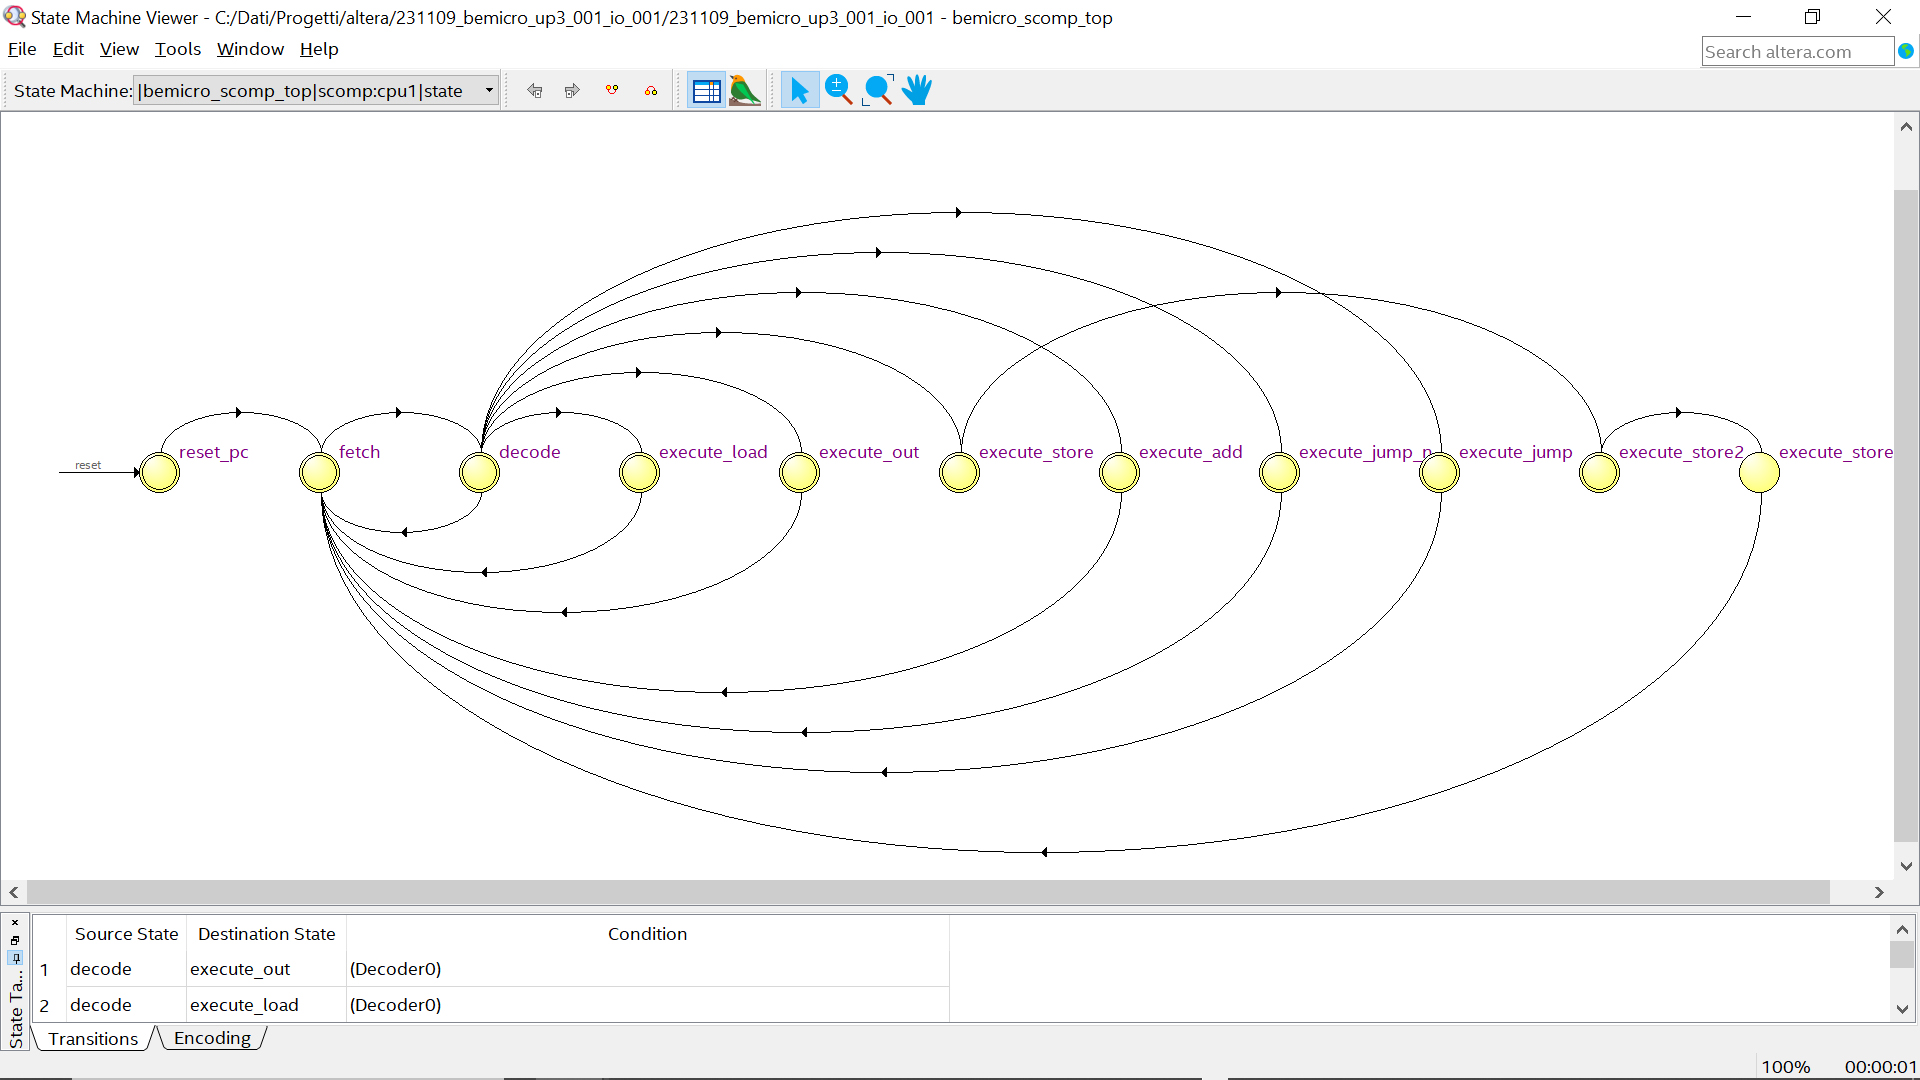 State Machine Viewer - C:/Dati/Progetti/altera/231109_bemicro_up3_001_io_001/231109_bemicro_up3_001_io_001 - bemicro_scomp_top
File Edit View Tools Window Help
Search altera.com
State Machine: |bemicro_scomp_top|scomp:cpu1|state
reset
reset_pc fetch decode execute_load execute_out execute_store execute_add execute_jump_n execute_jump execute_store2 execute_store
Source State Destination State Condition
1 decode execute_out (Decoder0)
2 decode execute_load (Decoder0)
State Ta...
Transitions Encoding
100% 00:00:01